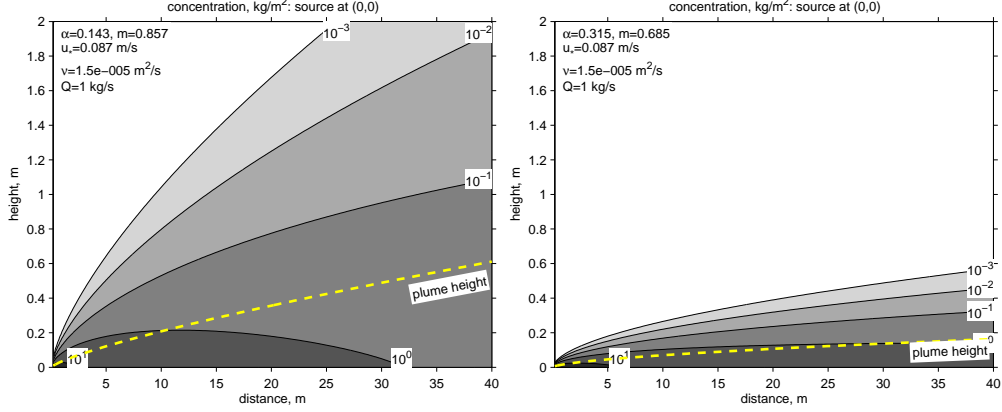 concentration, kg/m²: source at (0,0)
α=0.143, m=0.857
u*=0.087 m/s
ν=1.5e−005 m²/s
Q=1 kg/s
2
1.8
1.6
1.4
1.2
1
0.8
0.6
0.4
0.2
0
height, m
10⁻³
10⁻²
10⁻¹
plume height
10¹
10⁰
5
10
15
20
25
30
35
40
distance, m
concentration, kg/m²: source at (0,0)
α=0.315, m=0.685
u*=0.087 m/s
ν=1.5e−005 m²/s
Q=1 kg/s
2
1.8
1.6
1.4
1.2
1
0.8
0.6
0.4
0.2
0
height, m
10⁻³
10⁻²
10⁻¹
plume height
10¹
5
10
15
20
25
30
35
40
distance, m